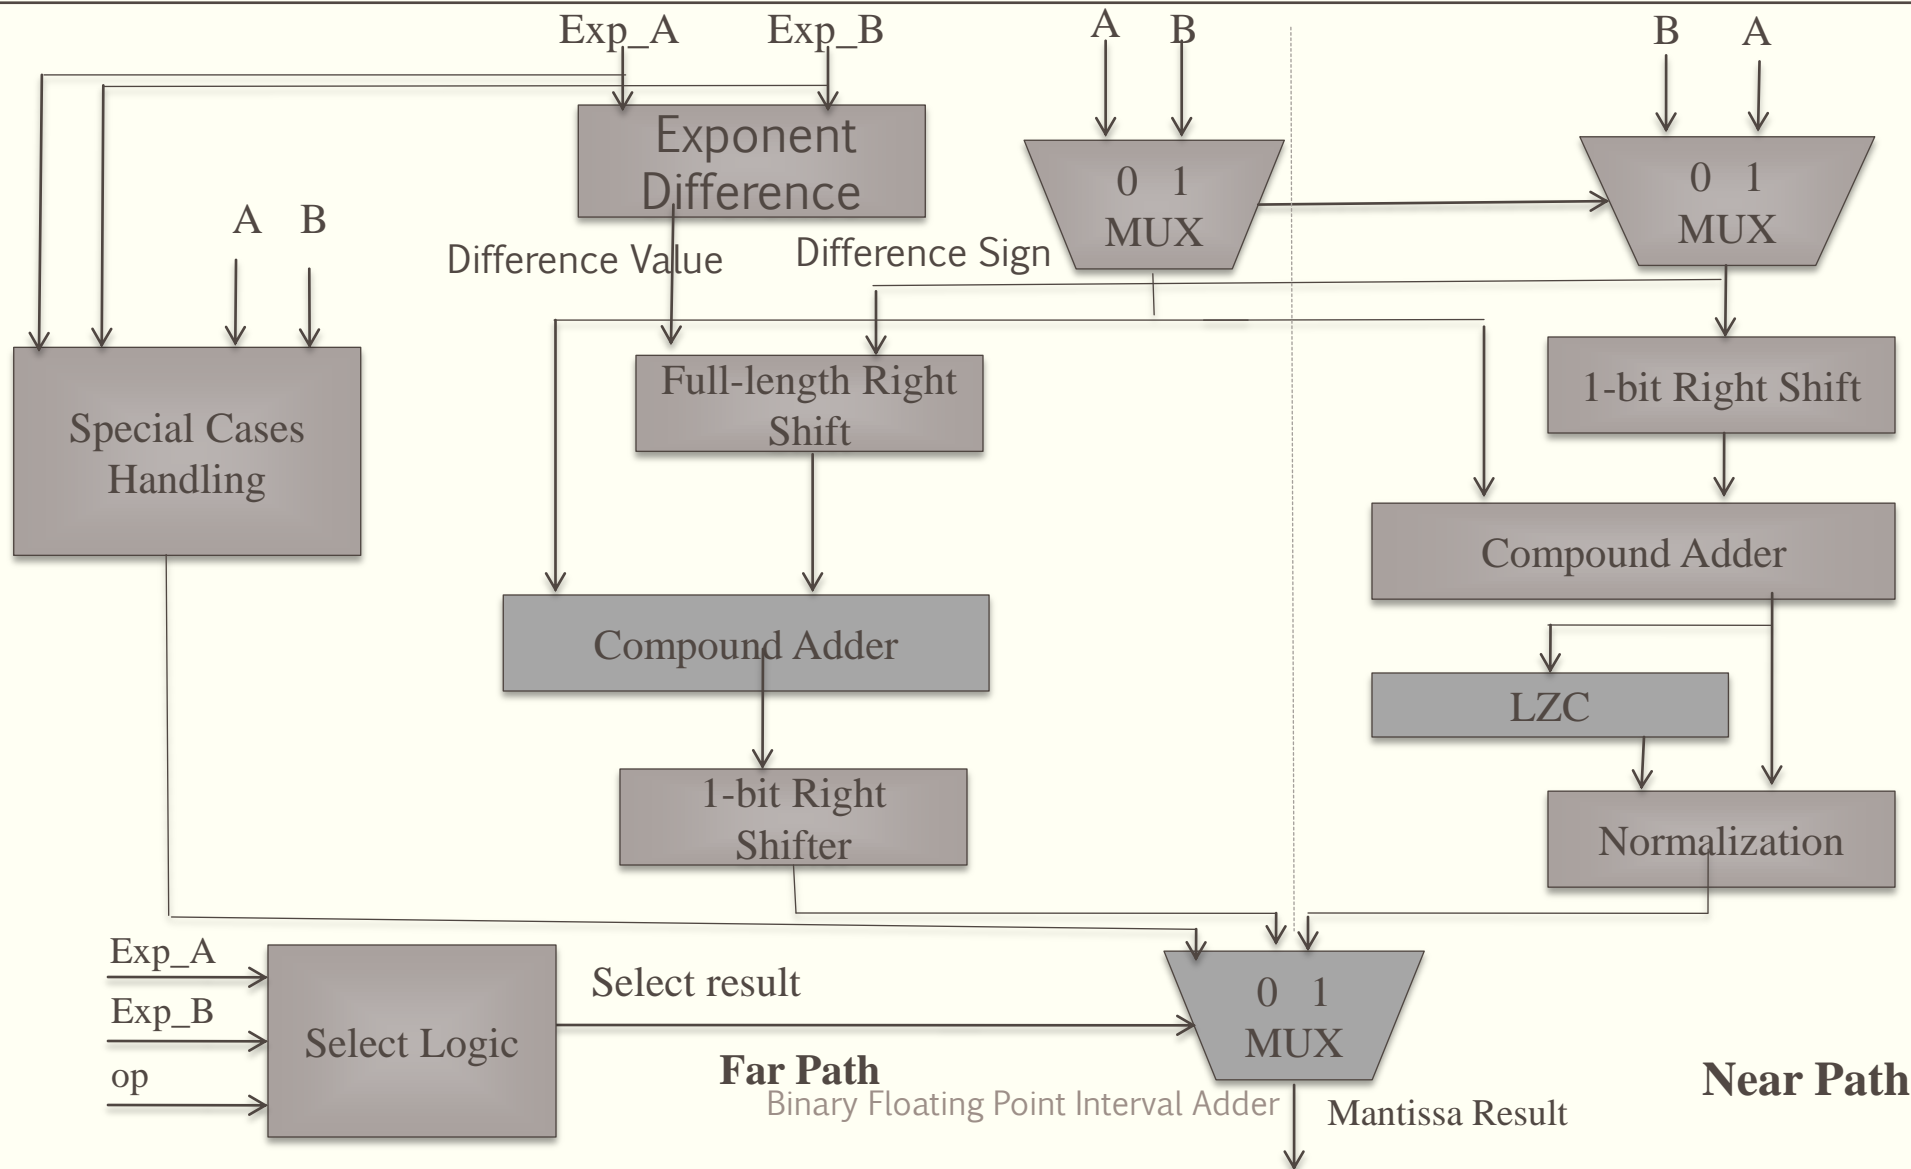 Exp_A
Exp_B
A
B
B
A
Exponent
Difference
0 1
MUX
0 1
MUX
A
B
Difference Value
Difference Sign
Special Cases
Handling
Full-length Right
Shift
1-bit Right Shift
Compound Adder
Compound Adder
LZC
1-bit Right
Shifter
Normalization
Exp_A
Exp_B
op
Select Logic
Select result
0 1
MUX
Far Path
Near Path
Binary Floating Point Interval Adder
Mantissa Result